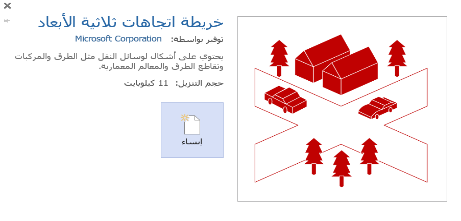 خريطة اتجاهات ثلاثية الأبعاد
توفير بواسطة: Microsoft Corporation
يحتوي على أشكال لوسائل النقل مثل الطرق والمركبات
وتقاطع الطرق والمعالم المعمارية.
حجم التنزيل: 11 كيلوبايت
إنشاء